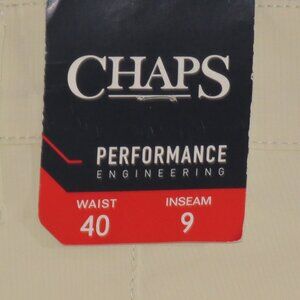 CHAPS
PERFORMANCE
ENGINEERING
WAIST INSEAM
40 9